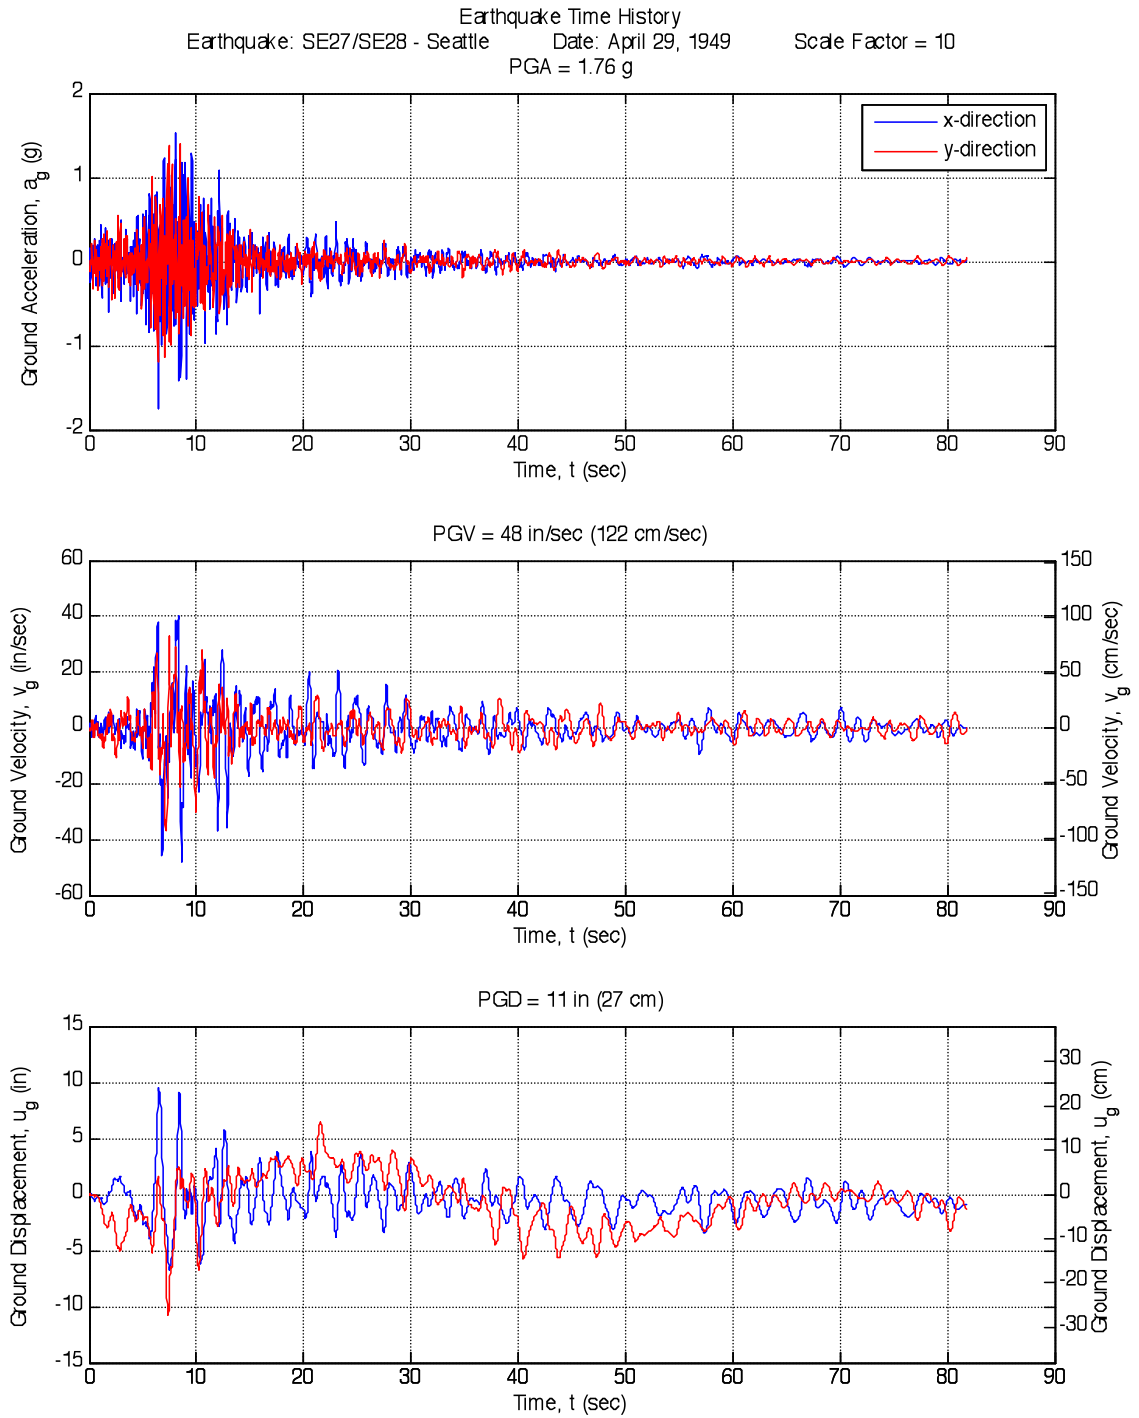 Earthquake Time History
Earthquake: SE27/SE28 - Seattle Date: April 29, 1949 Scale Factor = 10
PGA = 1.76 g
2
1
0
-1
-2
Ground Acceleration, a_g (g)
x-direction
y-direction
0 10 20 30 40 50 60 70 80 90
Time, t (sec)
PGV = 48 in/sec (122 cm/sec)
60
40
20
0
-20
-40
-60
Ground Velocity, v_g (in/sec)
150
100
50
0
-50
-100
-150
Ground Velocity, v_g (cm/sec)
0 10 20 30 40 50 60 70 80 90
Time, t (sec)
PGD = 11 in (27 cm)
15
10
5
0
-5
-10
-15
Ground Displacement, u_g (in)
30
20
10
0
-10
-20
-30
Ground Displacement, u_g (cm)
0 10 20 30 40 50 60 70 80 90
Time, t (sec)